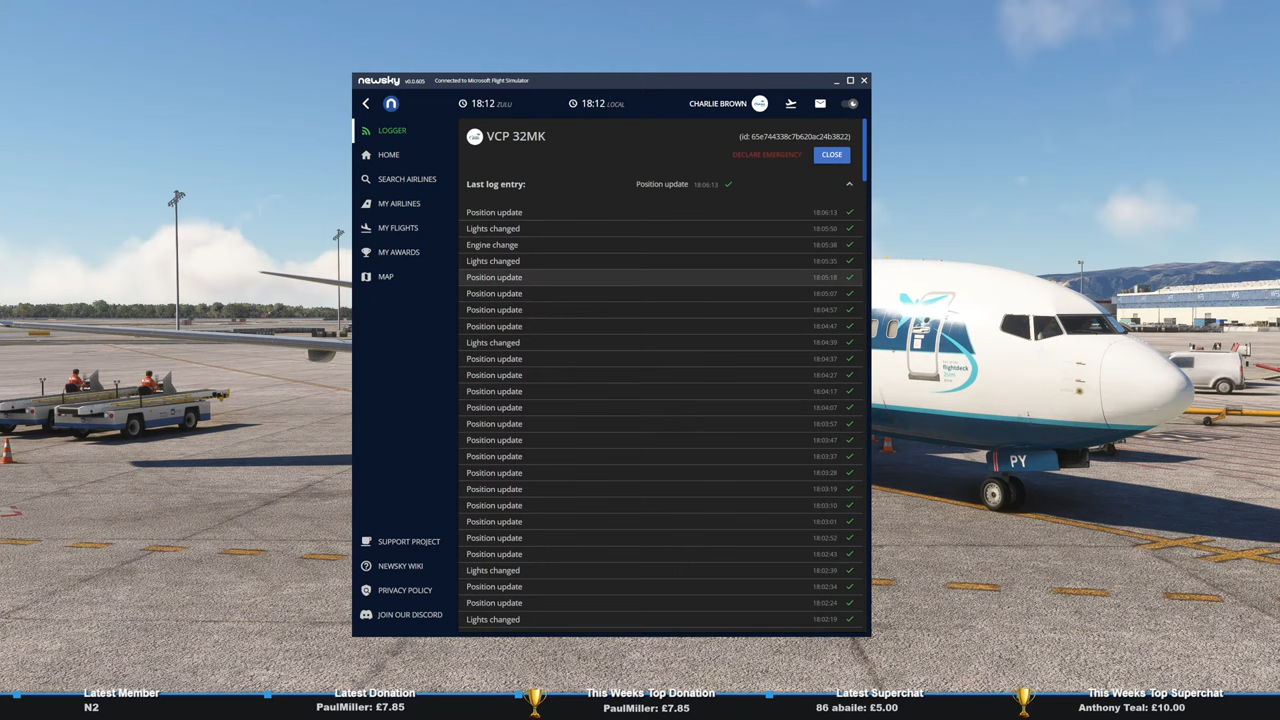 newsky v0.0.605 Connected to Microsoft Flight Simulator
18:12 ZULU 18:12 LOCAL CHARLIE BROWN
LOGGER
HOME
SEARCH AIRLINES
MY AIRLINES
MY FLIGHTS
MY AWARDS
MAP
SUPPORT PROJECT
NEWSKY WIKI
PRIVACY POLICY
JOIN OUR DISCORD
VCP 32MK (id: 65e744338c7b620ac24b3822)
DECLARE EMERGENCY CLOSE
Last log entry: Position update 18:06:13
Position update 18:06:13
Lights changed 18:05:50
Engine change 18:05:38
Lights changed 18:05:35
Position update 18:05:18
Position update 18:05:07
Position update 18:04:57
Position update 18:04:47
Lights changed 18:04:39
Position update 18:04:37
Position update 18:04:27
Position update 18:04:17
Position update 18:04:07
Position update 18:03:57
Position update 18:03:47
Position update 18:03:37
Position update 18:03:28
Position update 18:03:19
Position update 18:03:10
Position update 18:03:01
Position update 18:02:52
Position update 18:02:43
Lights changed 18:02:39
Position update 18:02:34
Position update 18:02:24
Lights changed 18:02:19
flightdeck
2sim
PY
Latest Member
N2
Latest Donation
PaulMiller: £7.85
This Weeks Top Donation
PaulMiller: £7.85
Latest Superchat
86 abaile: £5.00
This Weeks Top Superchat
Anthony Teal: £10.00